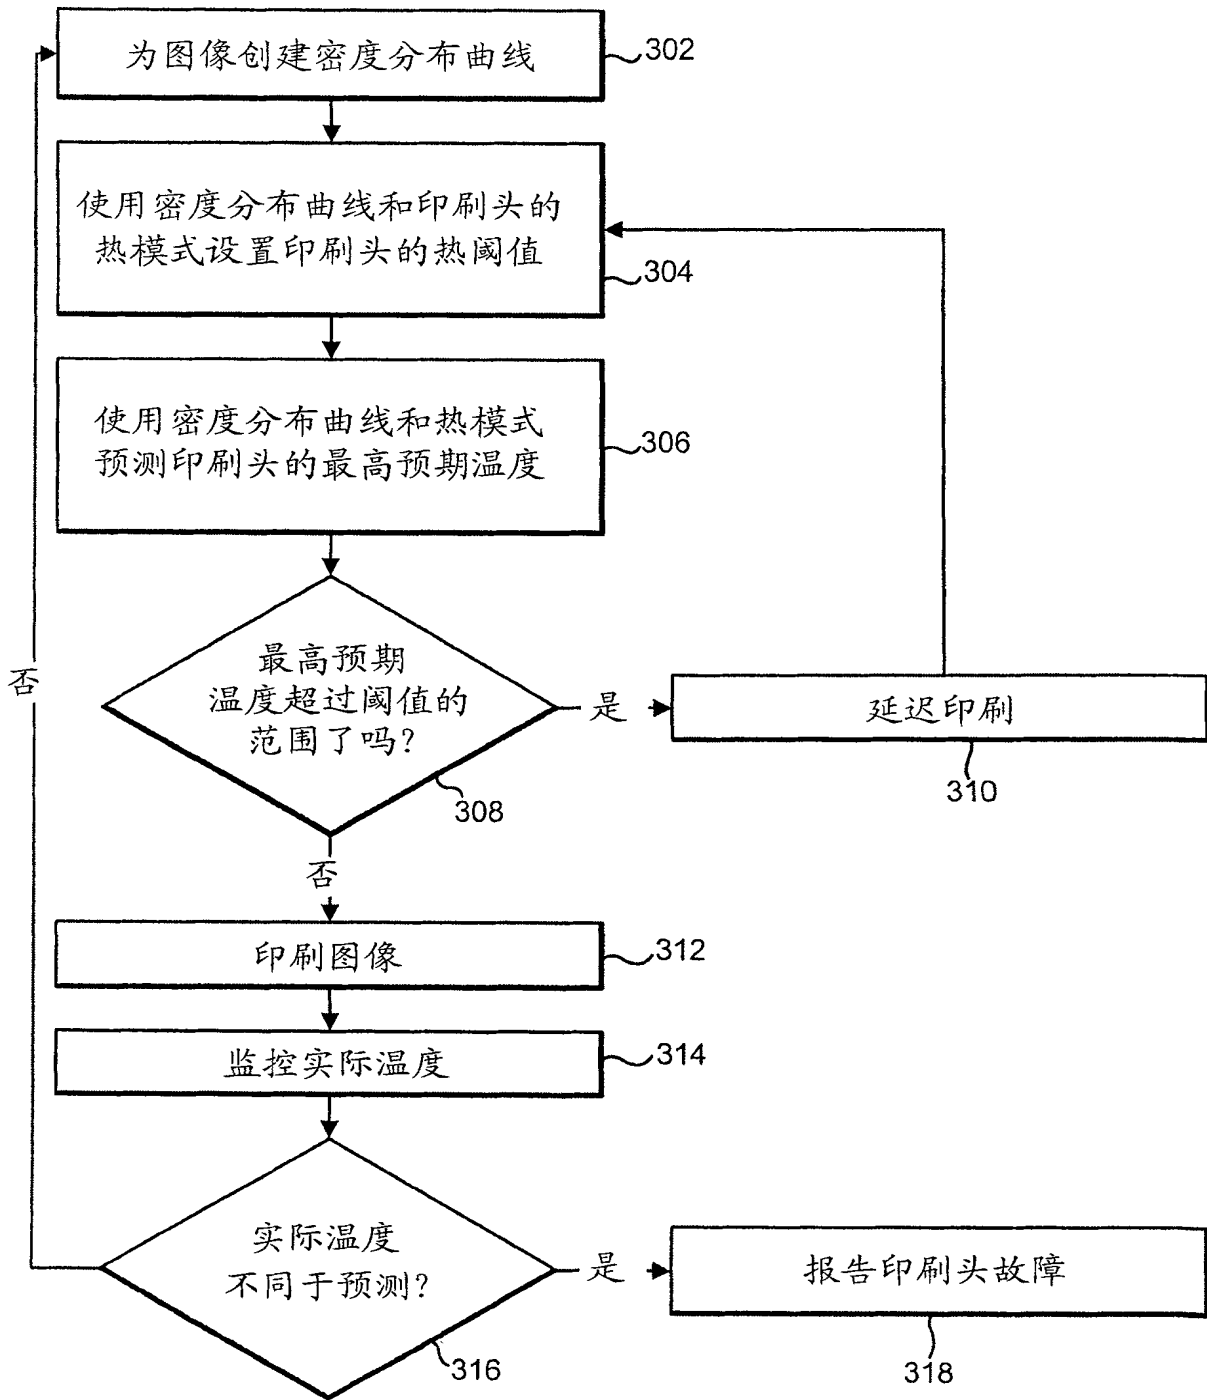 为图像创建密度分布曲线
302
使用密度分布曲线和印刷头的
热模式设置印刷头的热阈值
304
使用密度分布曲线和热模式
预测印刷头的最高预期温度
306
最高预期
温度超过阈值的
范围了吗？
308
是
延迟印刷
310
否
否
印刷图像
312
监控实际温度
314
实际温度
不同于预测？
316
是
报告印刷头故障
318